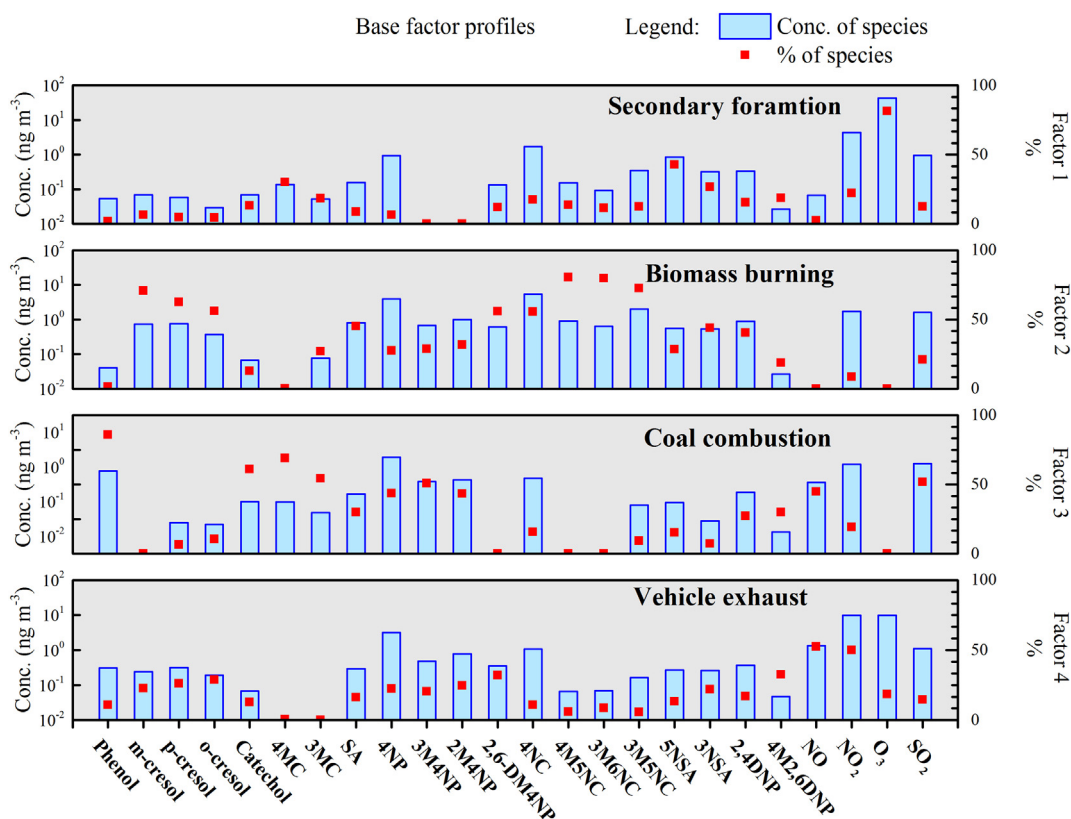 Base factor profiles
Legend:
Conc. of species
% of species
Secondary foramtion
Conc. (ng m⁻³)
10²
10¹
10⁰
10⁻¹
10⁻²
100
50
0
Factor 1
%
Biomass burning
Conc. (ng m⁻³)
10²
10¹
10⁰
10⁻¹
10⁻²
100
50
0
Factor 2
%
Coal combustion
Conc. (ng m⁻³)
10¹
10⁰
10⁻¹
10⁻²
100
50
0
Factor 3
%
Vehicle exhaust
Conc. (ng m⁻³)
10²
10¹
10⁰
10⁻¹
10⁻²
100
50
0
Factor 4
%
Phenol
m-cresol
p-cresol
o-cresol
Catechol
4MC
3MC
SA
4NP
3M4NP
2M4NP
2,6-DM4NP
4NC
4M5NC
3M6NC
3M5NC
5NSA
3NSA
2,4DNP
4M2,6DNP
NO
NO₂
O₃
SO₂